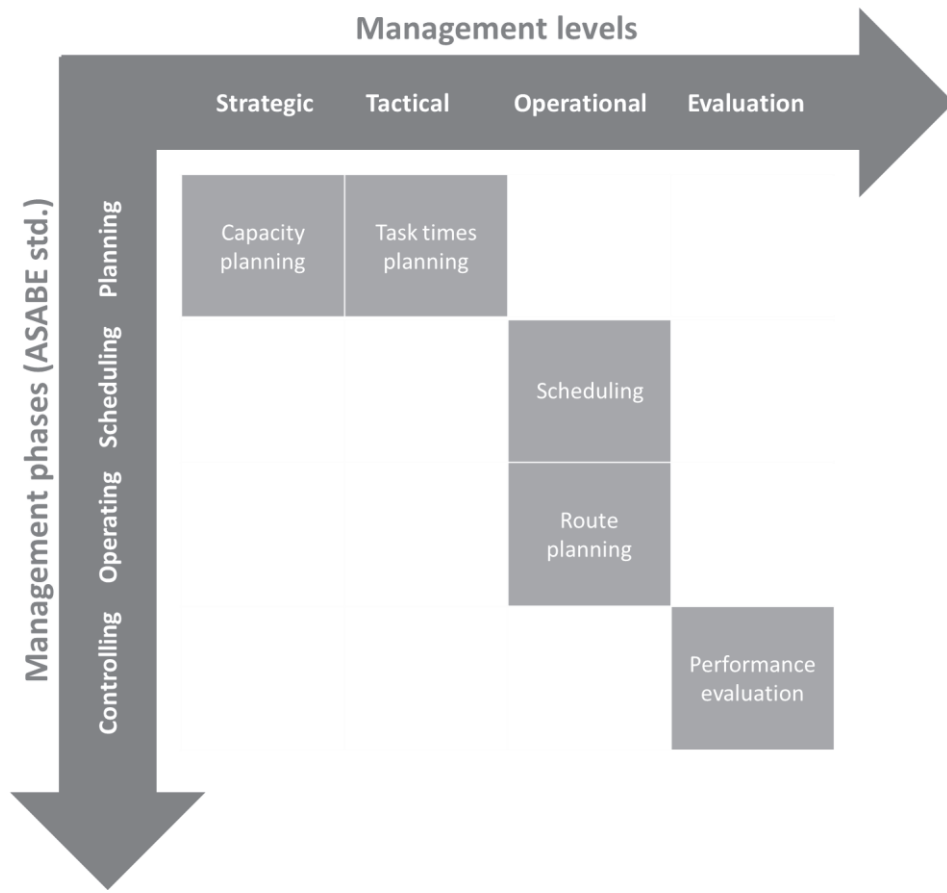 Management levels
Strategic Tactical Operational Evaluation
Management phases (ASABE std.)
Planning
Capacity
planning
Task times
planning
Scheduling
Scheduling
Operating
Route
planning
Controlling
Performance
evaluation